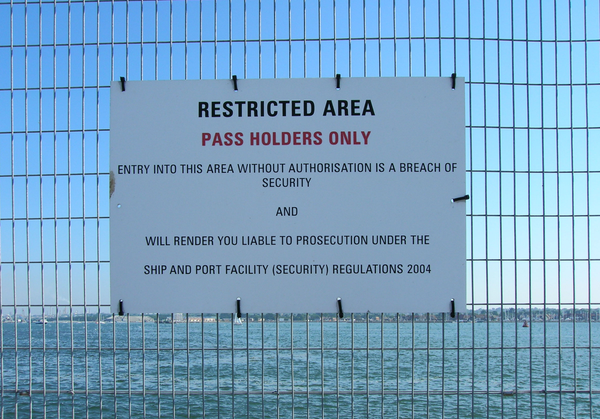 RESTRICTED AREA
PASS HOLDERS ONLY
ENTRY INTO THIS AREA WITHOUT AUTHORISATION IS A BREACH OF
SECURITY
AND
WILL RENDER YOU LIABLE TO PROSECUTION UNDER THE
SHIP AND PORT FACILITY (SECURITY) REGULATIONS 2004